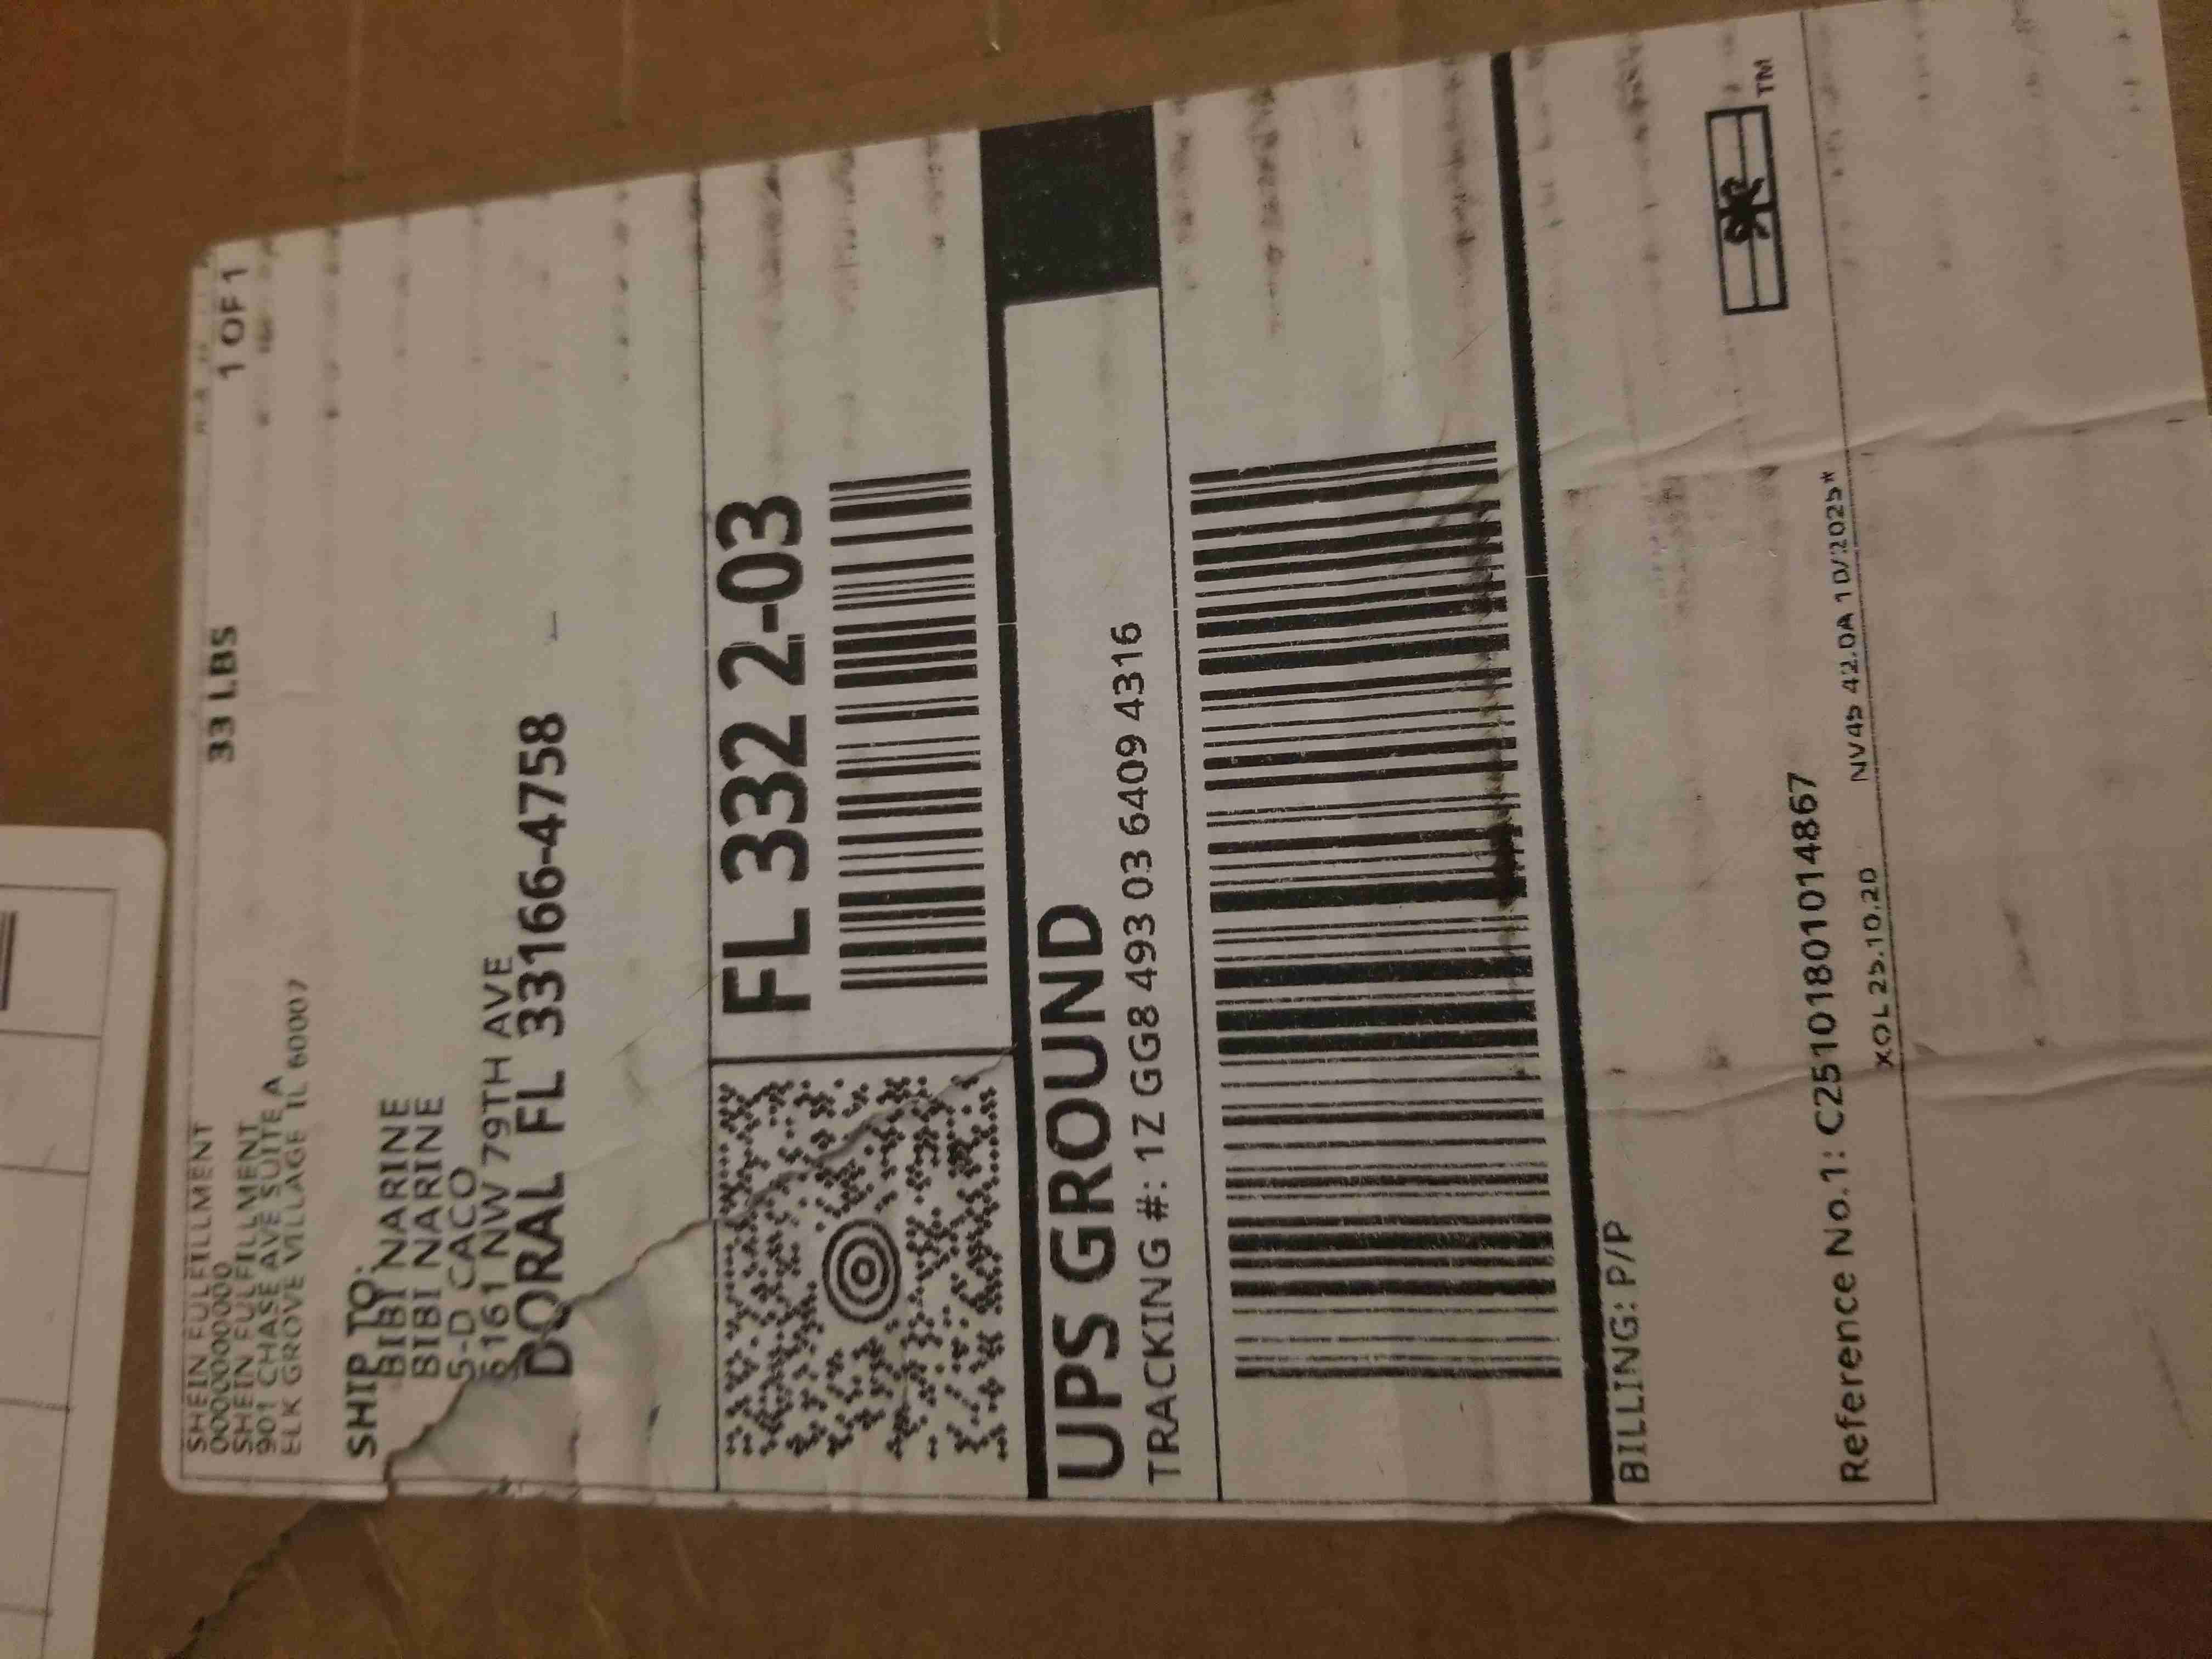 SHEIN FULFILLMENT
0000000000
SHEIN FULFILLMENT
901 CHASE AVE SUITE A
ELK GROVE VILLAGE IL 60007
33 LBS
1 OF 1
SHIP TO:
BIBI NARINE
BIBI NARINE
S-D CACO
6161 NW 79TH AVE
DORAL FL 33166-4758
FL 332 2-03
UPS GROUND
TRACKING #: 1Z GG8 493 03 6409 4316
BILLING: P/P
Reference No.1: C2510180101014867
XOL 25.10.20
NV45 42.0A 10/2025*
TM